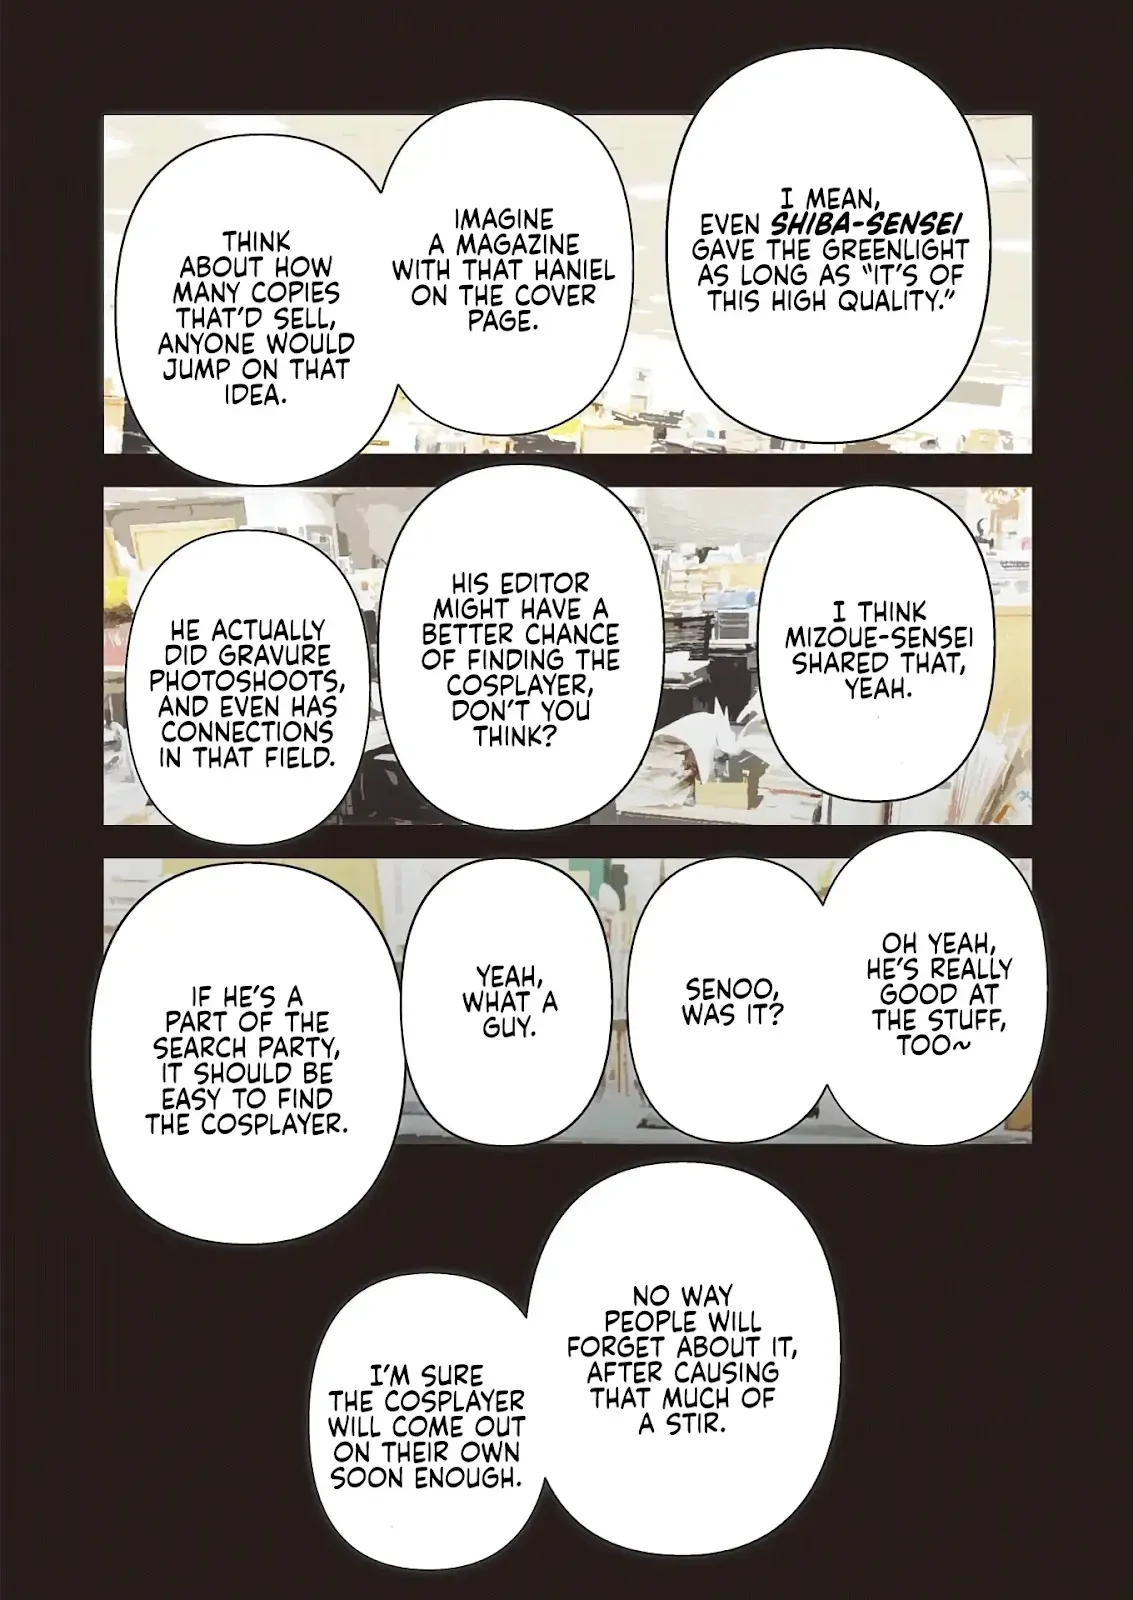 I MEAN,
EVEN SHIBA-SENSEI
GAVE THE GREENLIGHT
AS LONG AS “IT’S OF
THIS HIGH QUALITY.”
IMAGINE
A MAGAZINE
WITH THAT HANIEL
ON THE COVER
PAGE.
THINK
ABOUT HOW
MANY COPIES
THAT’D SELL,
ANYONE WOULD
JUMP ON THAT
IDEA.
I THINK
MIZOUE-SENSEI
SHARED THAT,
YEAH.
HIS EDITOR
MIGHT HAVE A
BETTER CHANCE
OF FINDING THE
COSPLAYER,
DON’T YOU
THINK?
HE ACTUALLY
DID GRAVURE
PHOTOSHOOTS,
AND EVEN HAS
CONNECTIONS
IN THAT FIELD.
OH YEAH,
HE’S REALLY
GOOD AT
THE STUFF,
TOO~
SENOO,
WAS IT?
YEAH,
WHAT A
GUY.
IF HE’S A
PART OF THE
SEARCH PARTY,
IT SHOULD BE
EASY TO FIND
THE COSPLAYER.
NO WAY
PEOPLE WILL
FORGET ABOUT IT,
AFTER CAUSING
THAT MUCH OF
A STIR.
I’M SURE
THE COSPLAYER
WILL COME OUT
ON THEIR OWN
SOON ENOUGH.